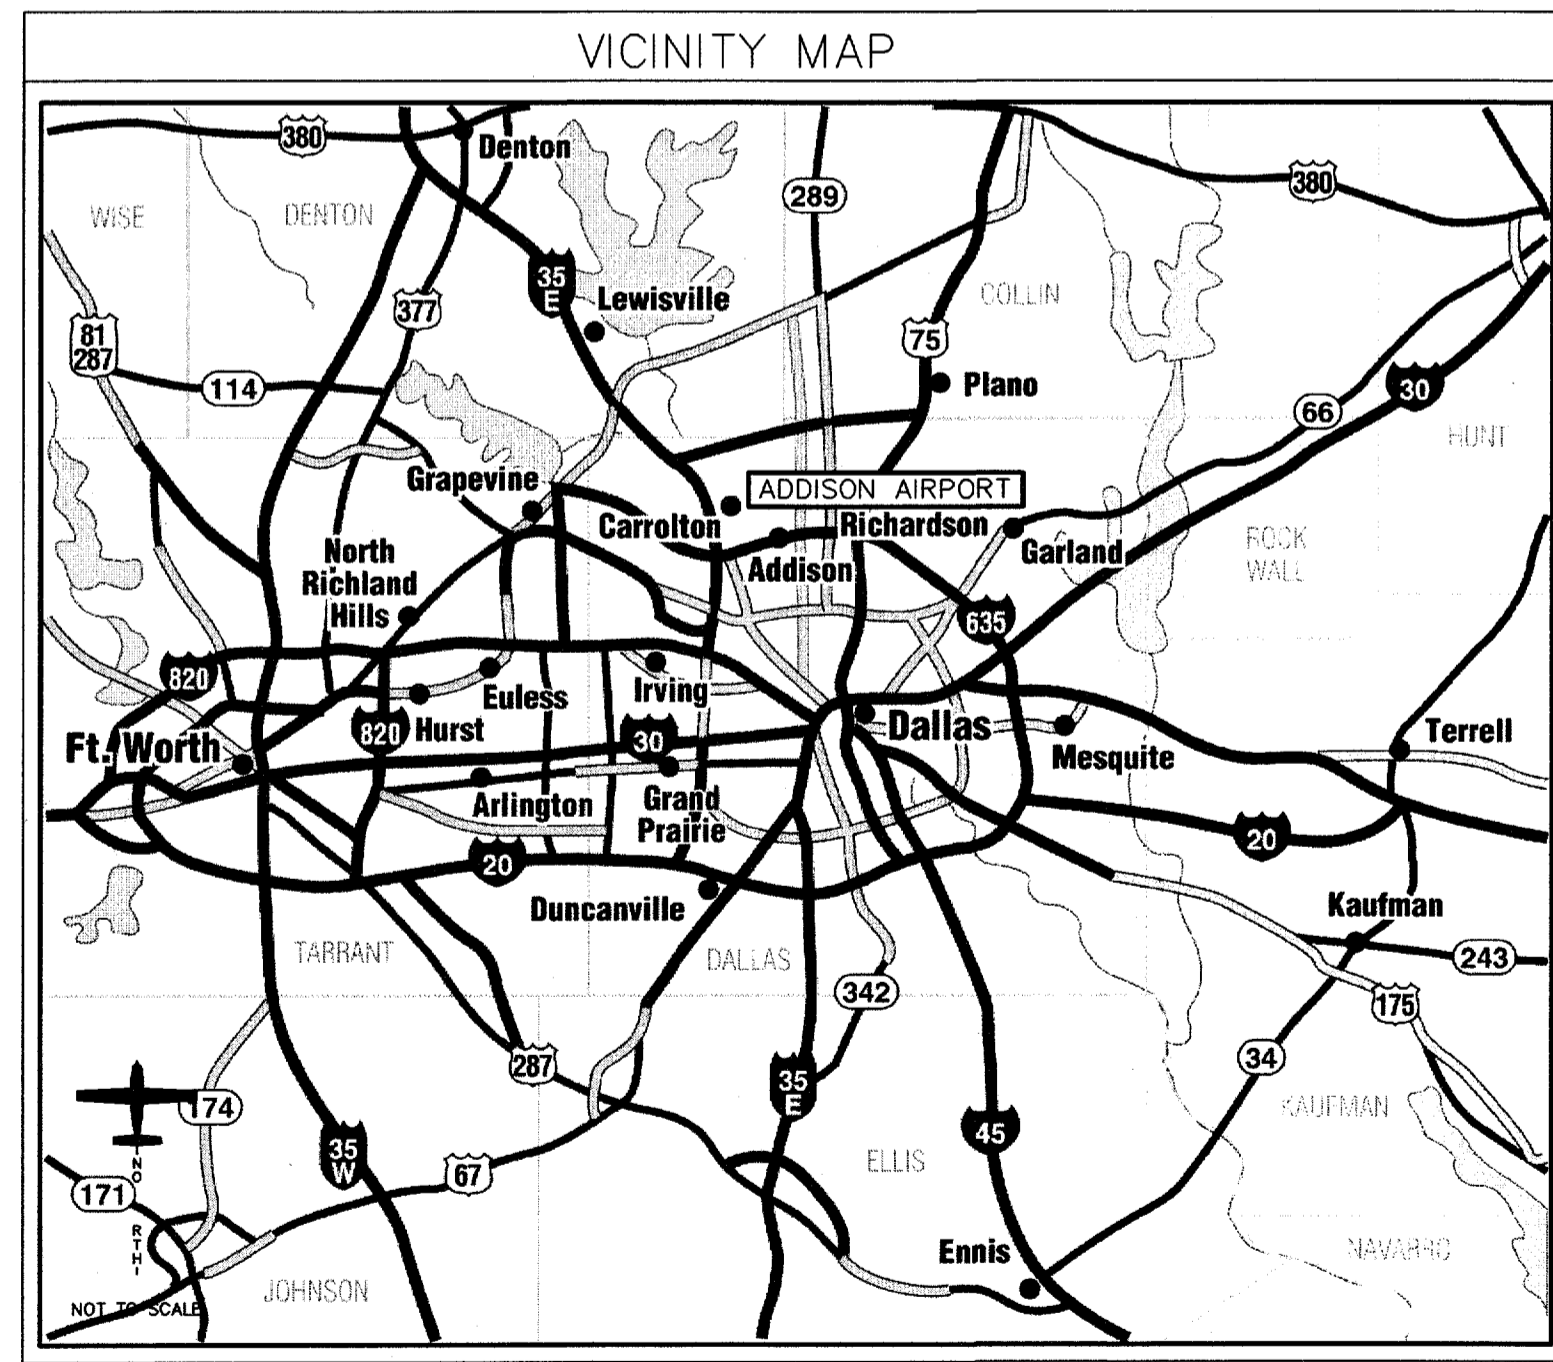 VICINITY MAP
380
Denton
289
380
WISE
DENTON
35
E
COLLIN
377
Lewisville
81
287
75
114
Plano
30
66
HUNT
Grapevine
ADDISON AIRPORT
Carrolton
Richardson
Garland
Addison
ROCK
WALL
North
Richland
Hills
635
820
Euless
Irving
Hurst
820
30
Dallas
Terrell
Ft. Worth
Mesquite
Arlington
Grand
Prairie
20
20
Duncanville
Kaufman
TARRANT
DALLAS
243
342
175
287
34
35
E
174
KAUFMAN
45
35
W
ELLIS
67
171
NO
RTH
Ennis
NAVARRO
JOHNSON
NOT TO SCALE